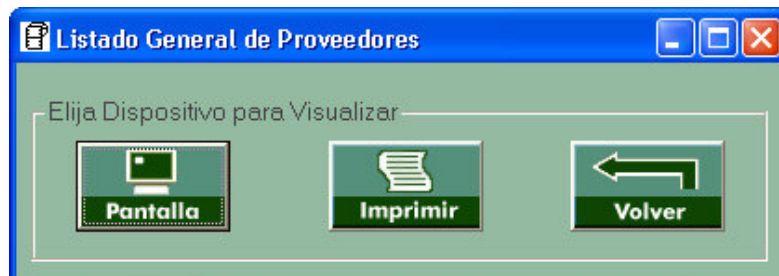 Listado General de Proveedores
Elija Dispositivo para Visualizar
Pantalla
Imprimir
Volver